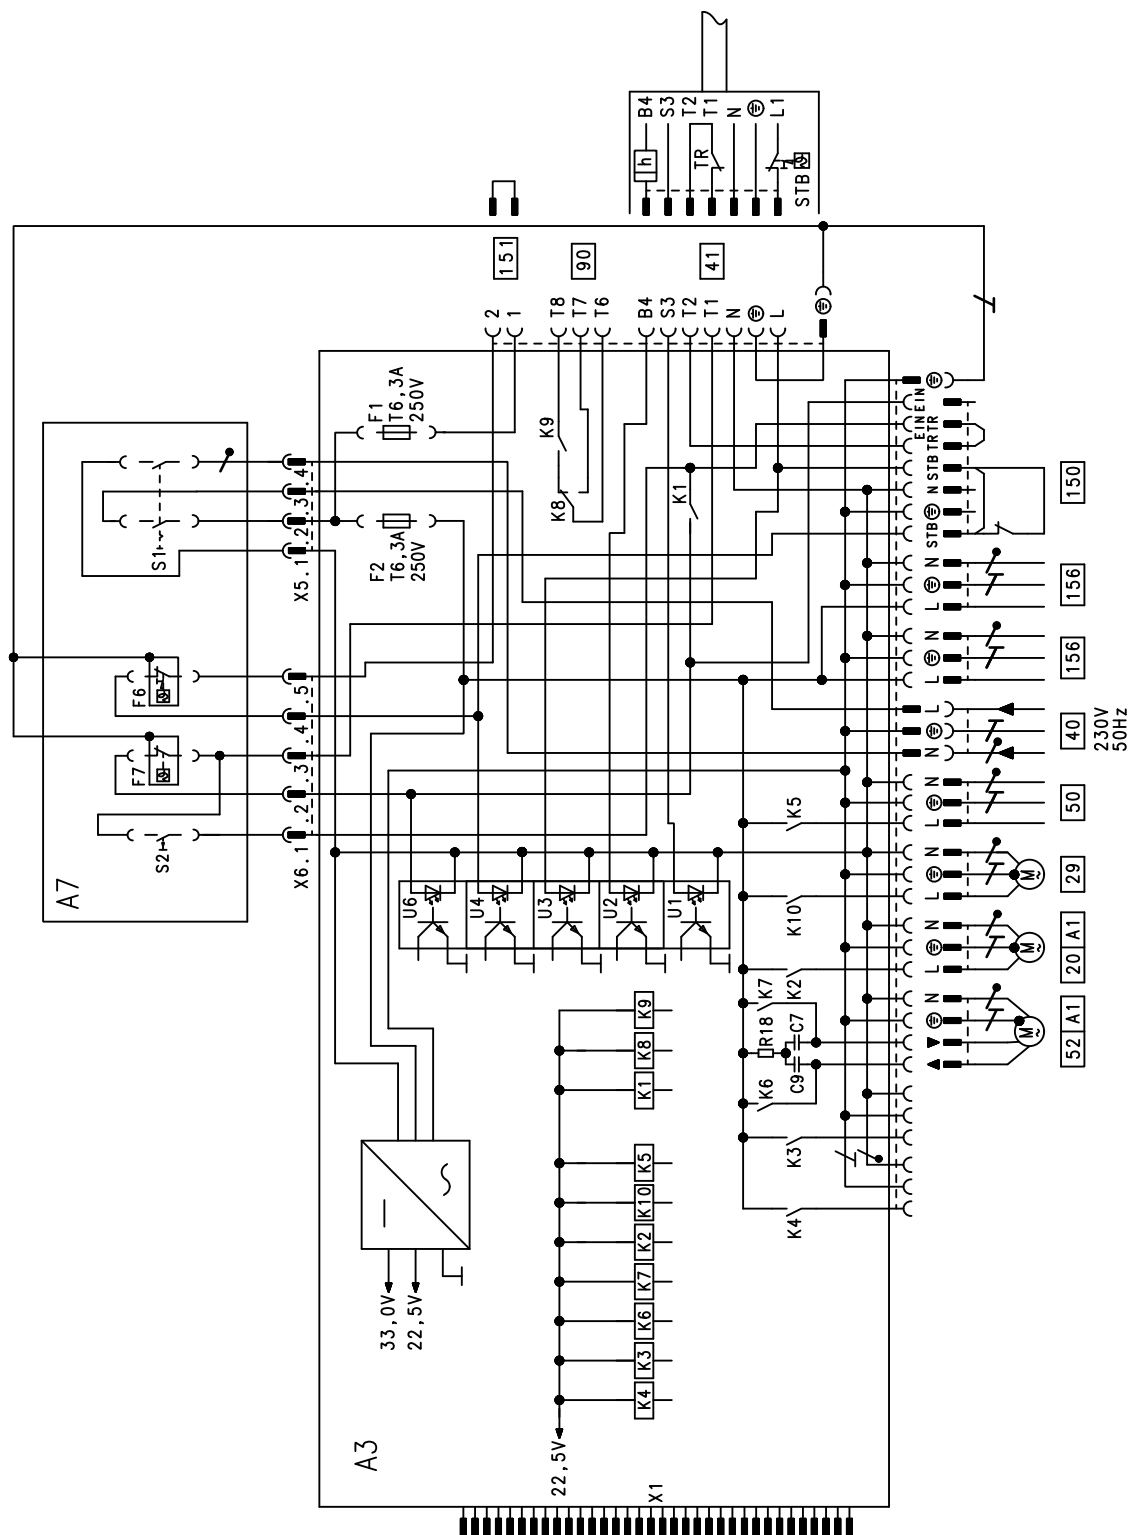 B4
S3
T2
T1
N
L1
h
TR
STB
151
90
41
2
1
T8
T7
T6
B4
S3
T2
T1
N
L
A7
S1
F6
F7
S2
X5.1 .2 .3 .4
X6.1 .2 .3 .4 .5
F1
T6,3A
250V
F2
T6,3A
250V
K9
K8
K1
EIN
EIN
TR
TR
STB
N
STB
150
N
L
156
N
L
156
L
N
40
230V
50Hz
N
L
50
K5
N
L
29
M
~
K10
N
L
20 A1
M
~
K2
N
52 A1
M
~
K7
R18
C7
C9
K6
K3
K4
U6
U4
U3
U2
U1
K9
K8
K1
K5
K10
K2
K7
K6
K3
K4
33,0V
22,5V
22,5V
A3
X1